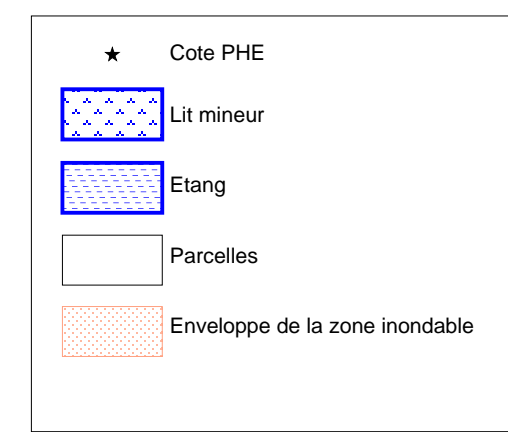 Cote PHE
Lit mineur
Etang
Parcelles
Enveloppe de la zone inondable